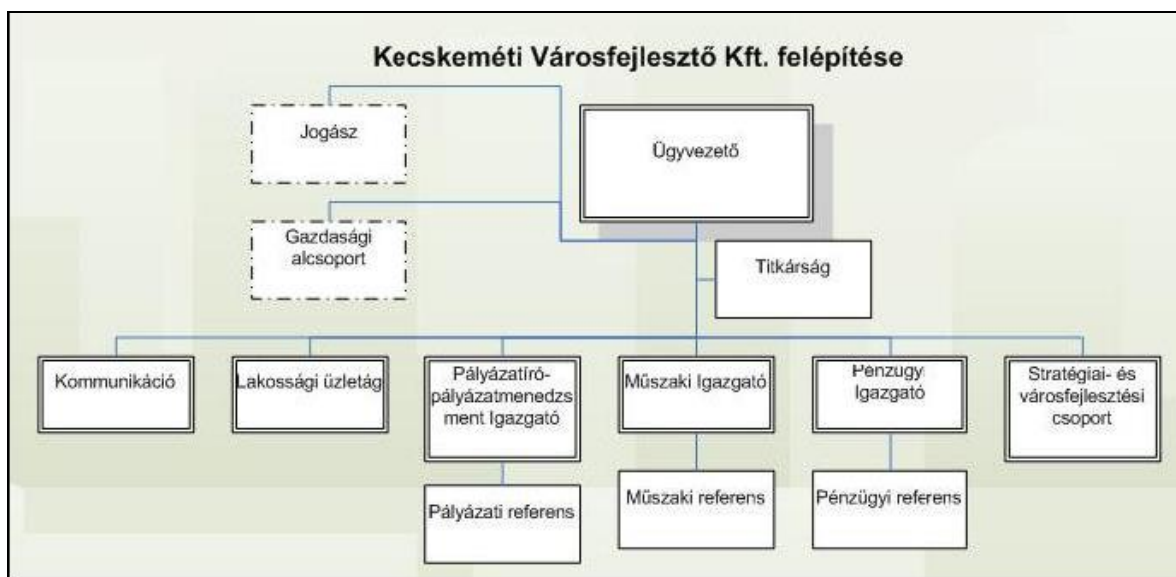 Kecskeméti Városfejlesztő Kft. felépítése
Jogász
Ügyvezető
Gazdasági
alcsoport
Titkárság
Kommunikáció
Lakossági üzletág
Pályázatíró-
pályázatmenedzs
ment Igazgató
Műszaki Igazgató
Pénzügyi
Igazgató
Stratégiai- és
városfejlesztési
csoport
Pályázati referens
Műszaki referens
Pénzügyi referens